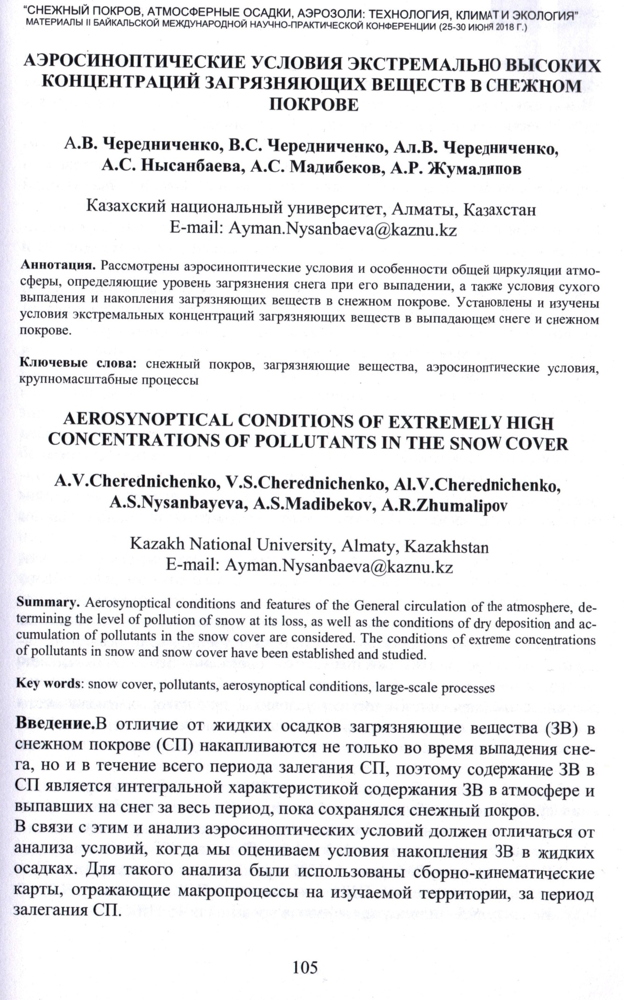 "СНЕЖНЫЙ ПОКРОВ, АТМОСФЕРНЫЕ ОСАДКИ, АЭРОЗОЛИ: ТЕХНОЛОГИЯ, КЛИМАТ И ЭКОЛОГИЯ"
МАТЕРИАЛЫ II БАЙКАЛЬСКОЙ МЕЖДУНАРОДНОЙ НАУЧНО-ПРАКТИЧЕСКОЙ КОНФЕРЕНЦИИ (25-30 ИЮНЯ 2018 Г.)
АЭРОСИНОПТИЧЕСКИЕ УСЛОВИЯ ЭКСТРЕМАЛЬНО ВЫСОКИХ
КОНЦЕНТРАЦИЙ ЗАГРЯЗНЯЮЩИХ ВЕЩЕСТВ В СНЕЖНОМ
ПОКРОВЕ
А.В. Чередниченко, В.С. Чередниченко, Ал.В. Чередниченко,
А.С. Нысанбаева, А.С. Мадибеков, А.Р. Жумалипов
Казахский национальный университет, Алматы, Казахстан
E-mail: Ayman.Nysanbaeva@kaznu.kz
Аннотация. Рассмотрены аэросиноптические условия и особенности общей циркуляции атмо-
сферы, определяющие уровень загрязнения снега при его выпадении, а также условия сухого
выпадения и накопления загрязняющих веществ в снежном покрове. Установлены и изучены
условия экстремальных концентраций загрязняющих веществ в выпадающем снеге и снежном
покрове.
Ключевые слова: снежный покров, загрязняющие вещества, аэросиноптические условия,
крупномасштабные процессы
AEROSYNOPTICAL CONDITIONS OF EXTREMELY HIGH
CONCENTRATIONS OF POLLUTANTS IN THE SNOW COVER
A.V.Cherednichenko, V.S.Cherednichenko, Al.V.Cherednichenko,
A.S.Nysanbayeva, A.S.Madibekov, A.R.Zhumalipov
Kazakh National University, Almaty, Kazakhstan
E-mail: Ayman.Nysanbaeva@kaznu.kz
Summary. Aerosynoptical conditions and features of the General circulation of the atmosphere, de-
termining the level of pollution of snow at its loss, as well as the conditions of dry deposition and ac-
cumulation of pollutants in the snow cover are considered. The conditions of extreme concentrations
of pollutants in snow and snow cover have been established and studied.
Key words: snow cover, pollutants, aerosynoptical conditions, large-scale processes
Введение.В отличие от жидких осадков загрязняющие вещества (ЗВ) в
снежном покрове (СП) накапливаются не только во время выпадения сне-
га, но и в течение всего периода залегания СП, поэтому содержание ЗВ в
СП является интегральной характеристикой содержания ЗВ в атмосфере и
выпавших на снег за весь период, пока сохранялся снежный покров.
В связи с этим и анализ аэросиноптических условий должен отличаться от
анализа условий, когда мы оцениваем условия накопления ЗВ в жидких
осадках. Для такого анализа были использованы сборно-кинематические
карты, отражающие макропроцессы на изучаемой территории, за период
залегания СП.
105